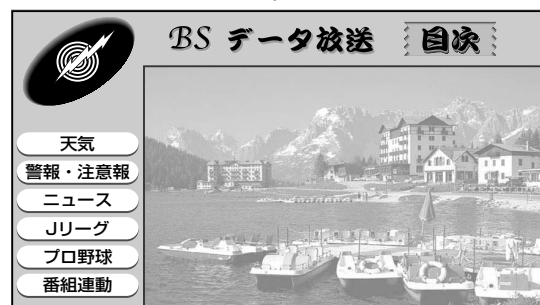 BS データ放送 目次
天気
警報・注意報
ニュース
Jリーグ
プロ野球
番組連動